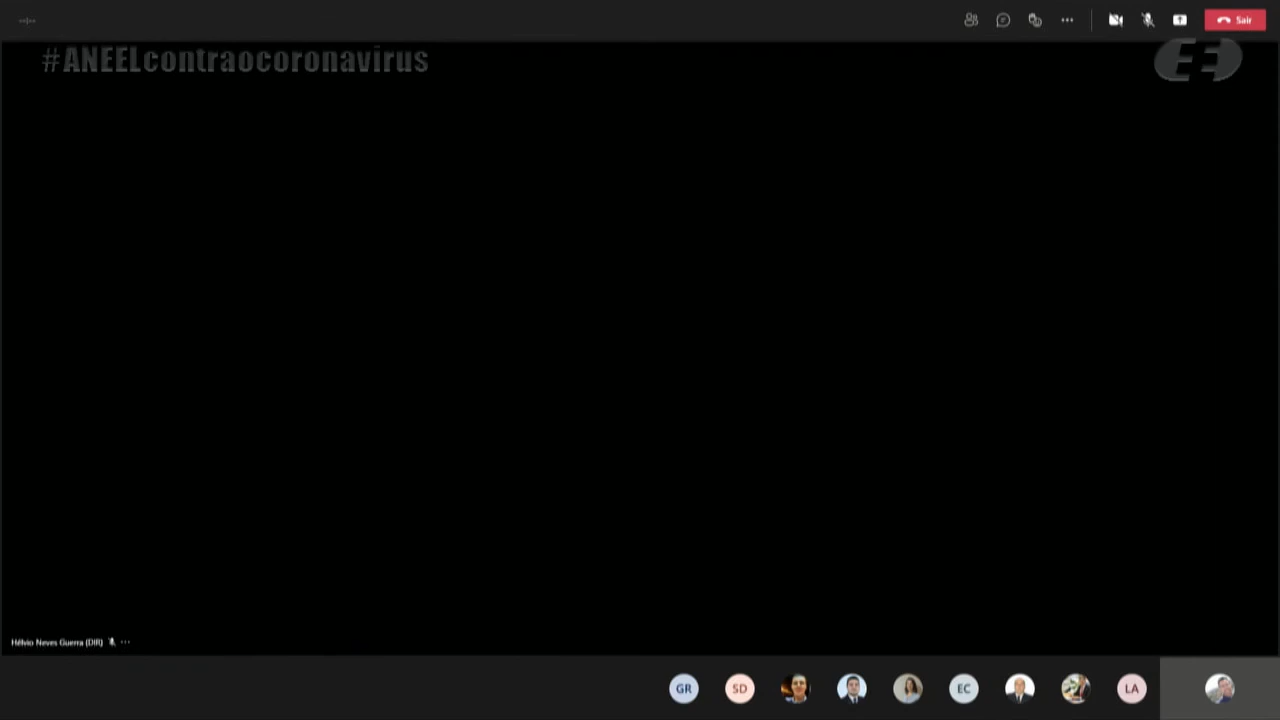 Sair
#ANEELcontraocoronavirus
Hélvio Neves Guerra (DIR)
GR SD EC LA